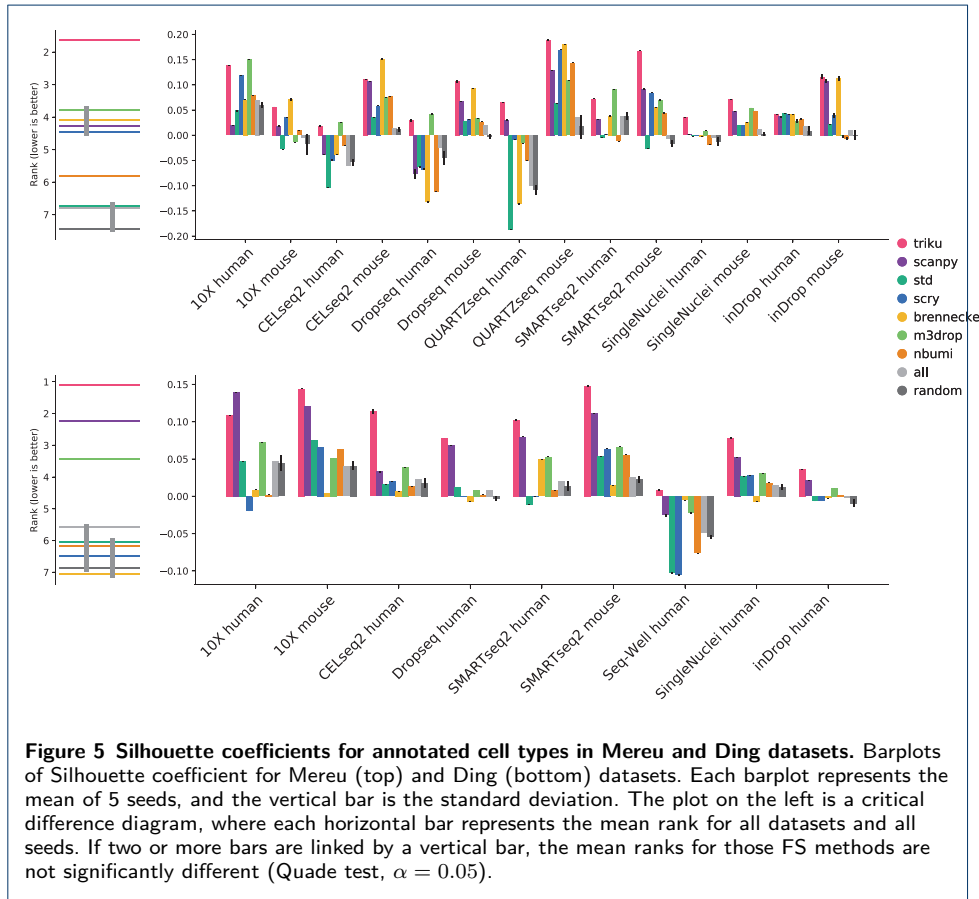 Rank (lower is better)
2
3
4
5
6
7
0.20
0.15
0.10
0.05
0.00
−0.05
−0.10
−0.15
−0.20
10X human
10X mouse
CELseq2 human
CELseq2 mouse
Dropseq human
Dropseq mouse
QUARTZseq human
QUARTZseq mouse
SMARTseq2 human
SMARTseq2 mouse
SingleNuclei human
SingleNuclei mouse
inDrop human
inDrop mouse
triku
scanpy
std
scry
brennecke
m3drop
nbumi
all
random
Rank (lower is better)
1
2
3
4
5
6
7
0.15
0.10
0.05
0.00
−0.05
−0.10
10X human
10X mouse
CELseq2 human
Dropseq human
SMARTseq2 human
SMARTseq2 mouse
Seq-Well human
SingleNuclei human
inDrop human
Figure 5 Silhouette coefficients for annotated cell types in Mereu and Ding datasets. Barplots
of Silhouette coefficient for Mereu (top) and Ding (bottom) datasets. Each barplot represents the
mean of 5 seeds, and the vertical bar is the standard deviation. The plot on the left is a critical
difference diagram, where each horizontal bar represents the mean rank for all datasets and all
seeds. If two or more bars are linked by a vertical bar, the mean ranks for those FS methods are
not significantly different (Quade test, α = 0.05).